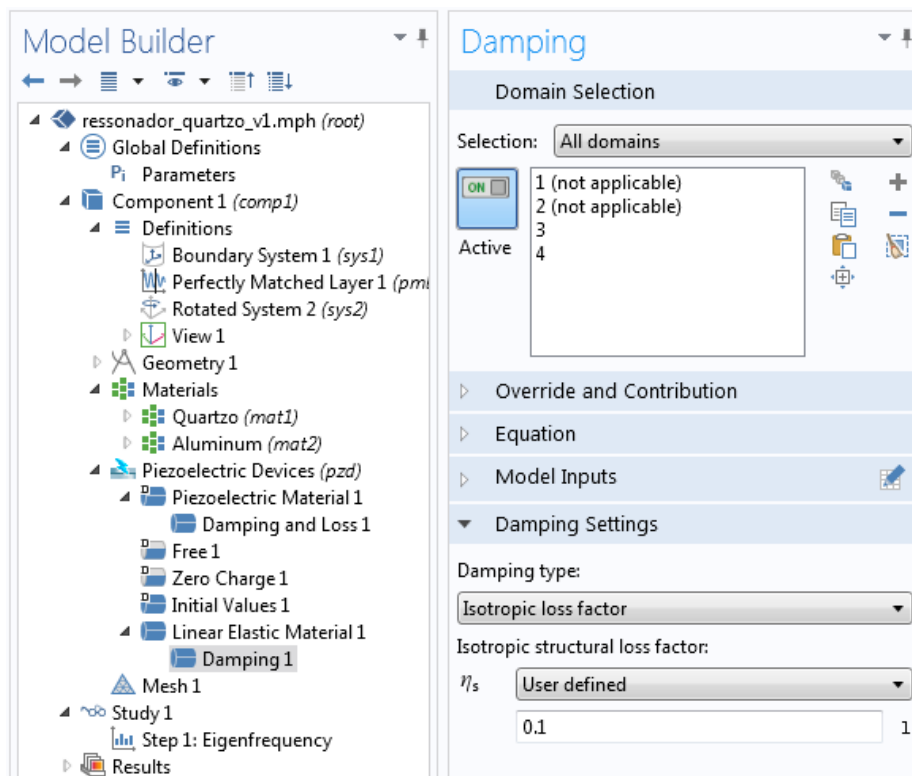 Model Builder
ressonador_quartzo_v1.mph (root)
Global Definitions
Pi Parameters
Component 1 (comp1)
Definitions
Boundary System 1 (sys1)
Perfectly Matched Layer 1 (pml
Rotated System 2 (sys2)
View 1
Geometry 1
Materials
Quartzo (mat1)
Aluminum (mat2)
Piezoelectric Devices (pzd)
Piezoelectric Material 1
Damping and Loss 1
Free 1
Zero Charge 1
Initial Values 1
Linear Elastic Material 1
Damping 1
Mesh 1
Study 1
Step 1: Eigenfrequency
Results
Damping
Domain Selection
Selection: All domains
ON
Active
1 (not applicable)
2 (not applicable)
3
4
Override and Contribution
Equation
Model Inputs
Damping Settings
Damping type:
Isotropic loss factor
Isotropic structural loss factor:
ηs User defined
0.1 1